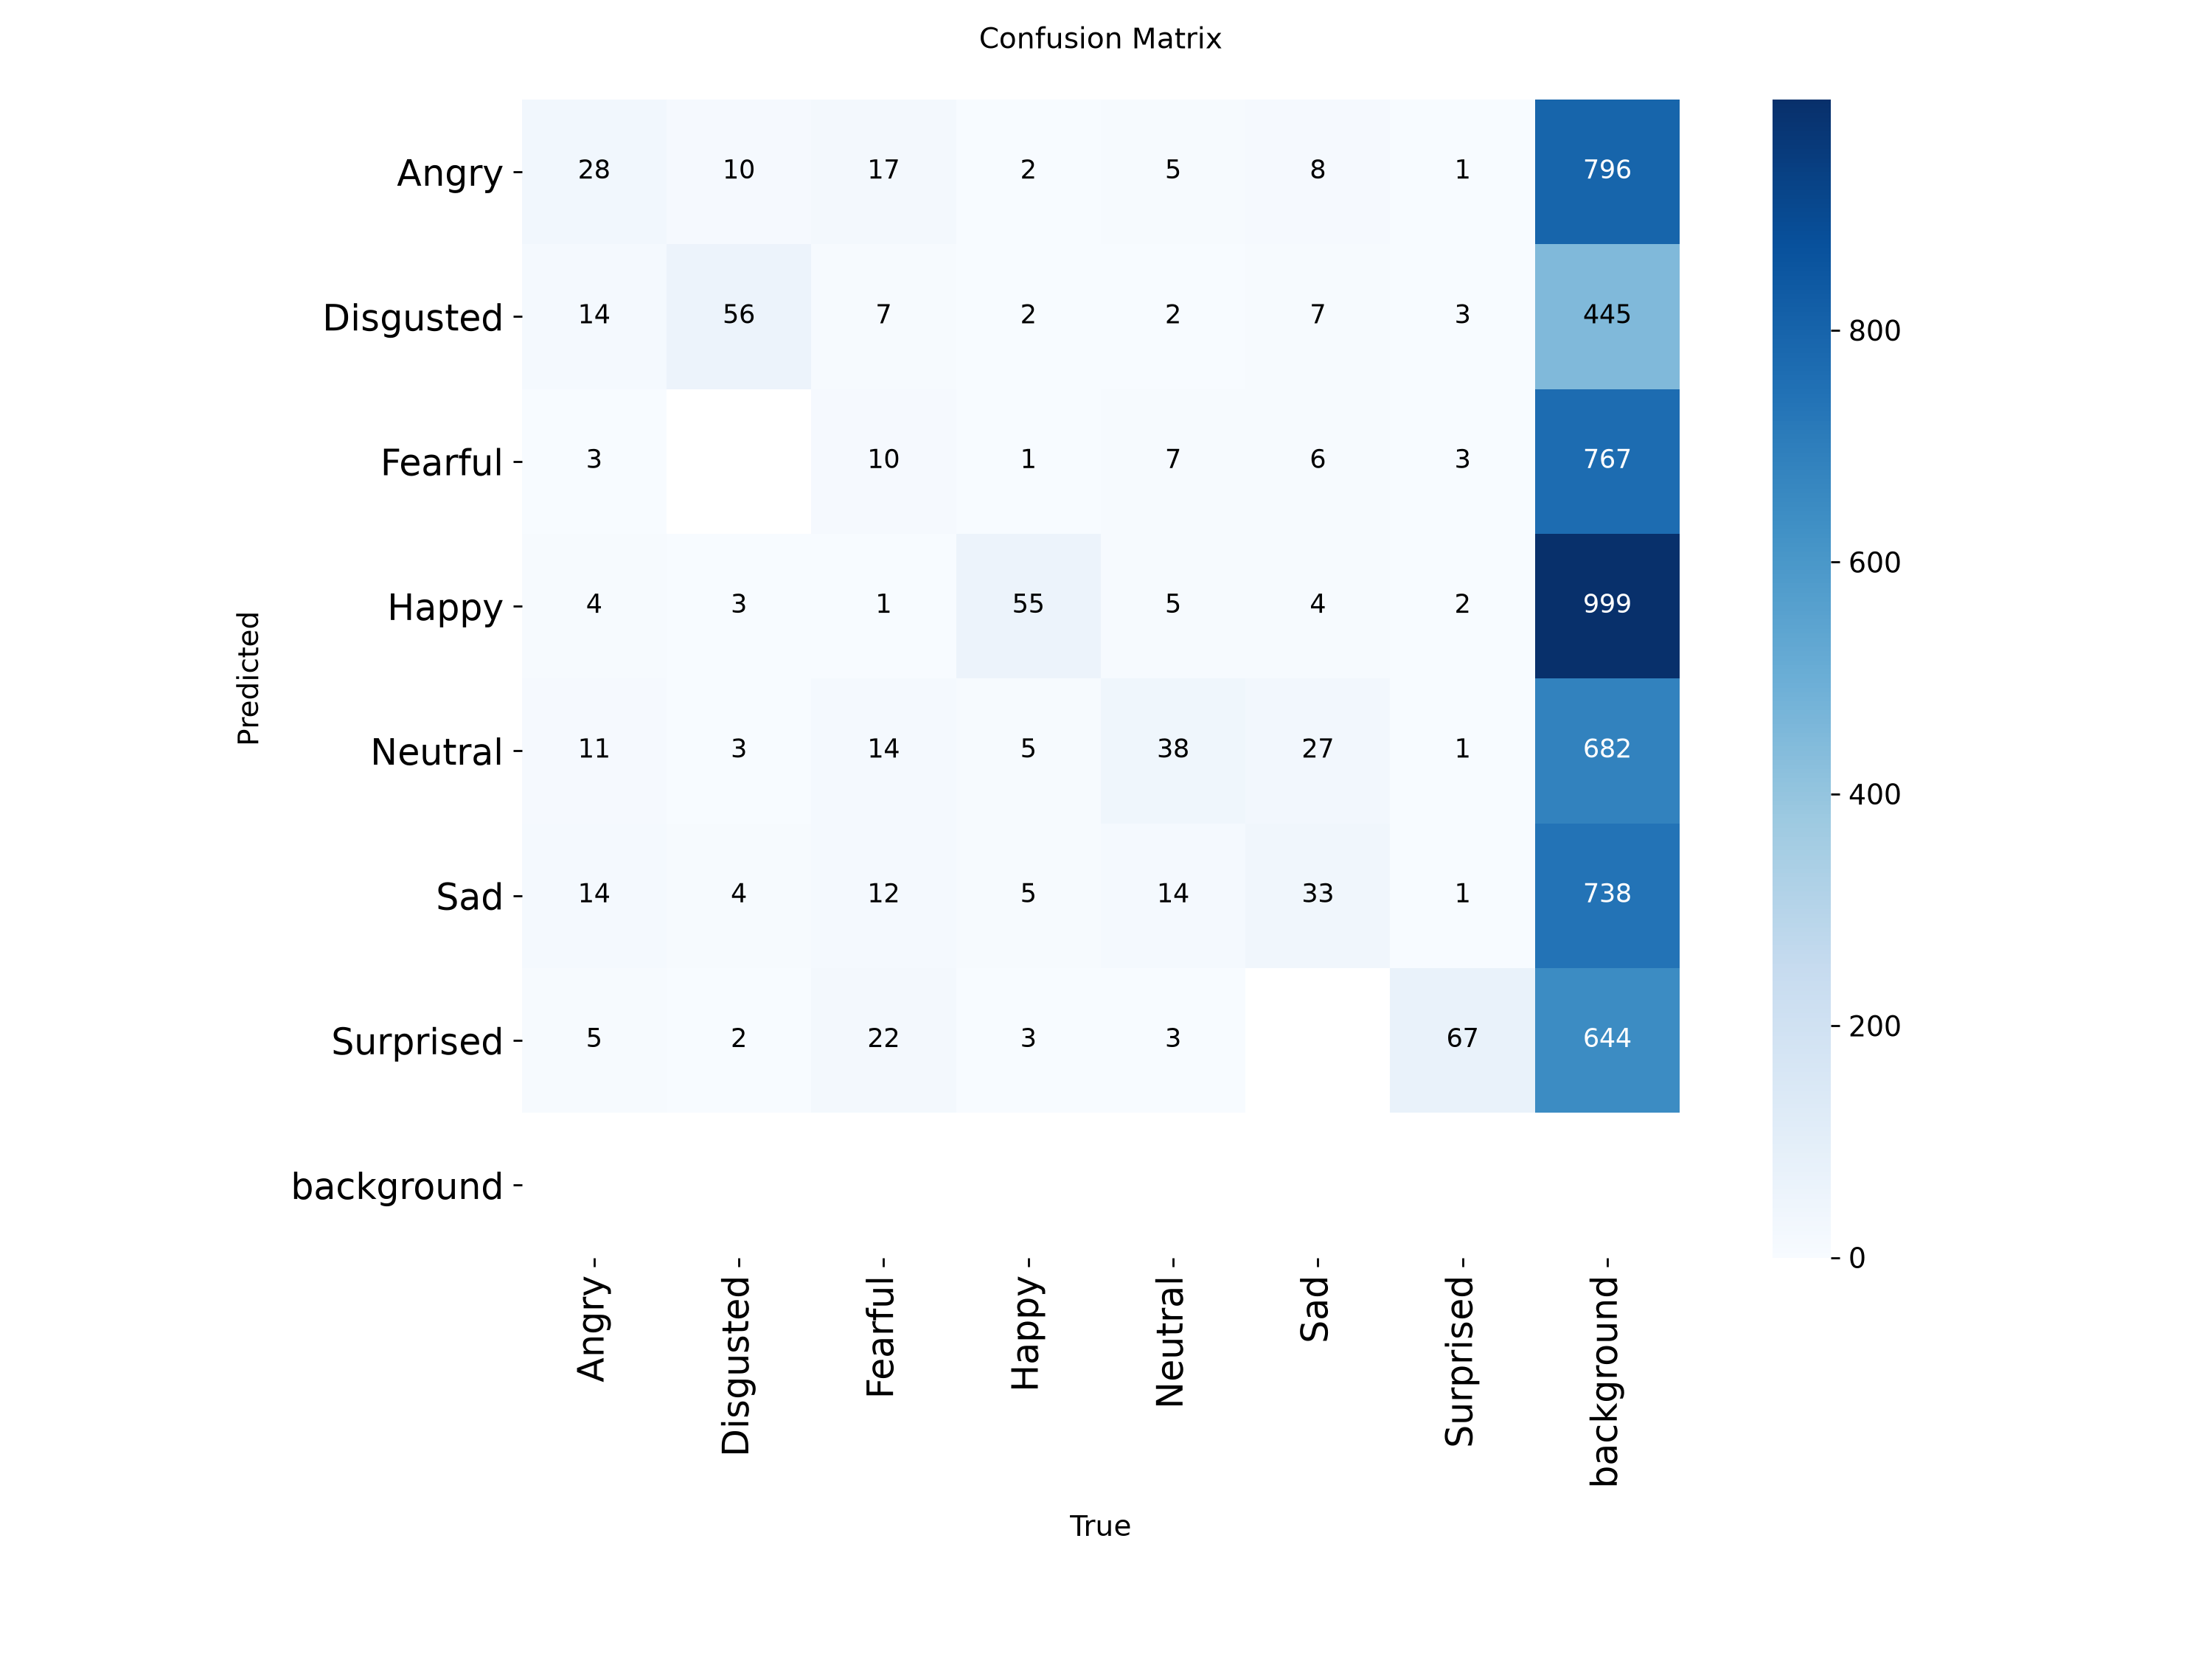 Confusion Matrix
Angry 28 10 17 2 5 8 1 796
Disgusted 14 56 7 2 2 7 3 445
Fearful 3 10 1 7 6 3 767
Happy 4 3 1 55 5 4 2 999
Neutral 11 3 14 5 38 27 1 682
Sad 14 4 12 5 14 33 1 738
Surprised 5 2 22 3 3 67 644
background
Predicted
Angry Disgusted Fearful Happy Neutral Sad Surprised background
True
800
600
400
200
0